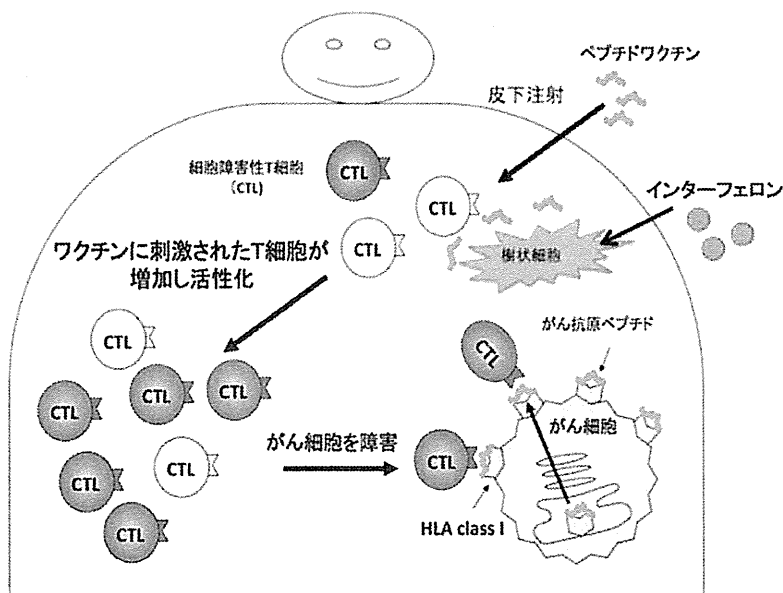 ペプチドワクチン
皮下注射
細胞障害性T細胞
(CTL)
CTL
CTL
インターフェロン
CTL
樹状細胞
ワクチンに刺激されたT細胞が
増加し活性化
CTL
がん抗原ペプチド
CTL
CTL
CTL
CTL
がん細胞
がん細胞を障害
CTL
CTL
CTL
CTL
HLA class I